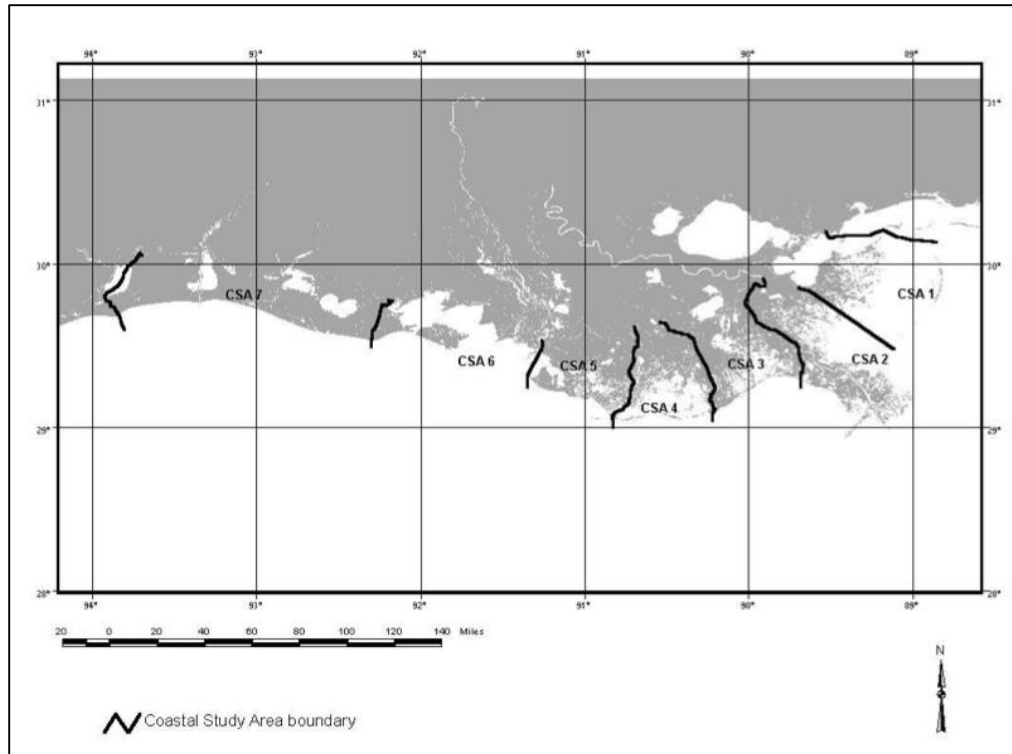 94° 93° 92° 91° 90° 89°
31° 31°
30° 30°
CSA 7
CSA 1
CSA 6 CSA 5 CSA 3 CSA 2
CSA 4
29° 29°
28° 28°
94° 93° 92° 91° 90° 89°
20 0 20 40 60 80 100 120 140 Miles
N
Coastal Study Area boundary